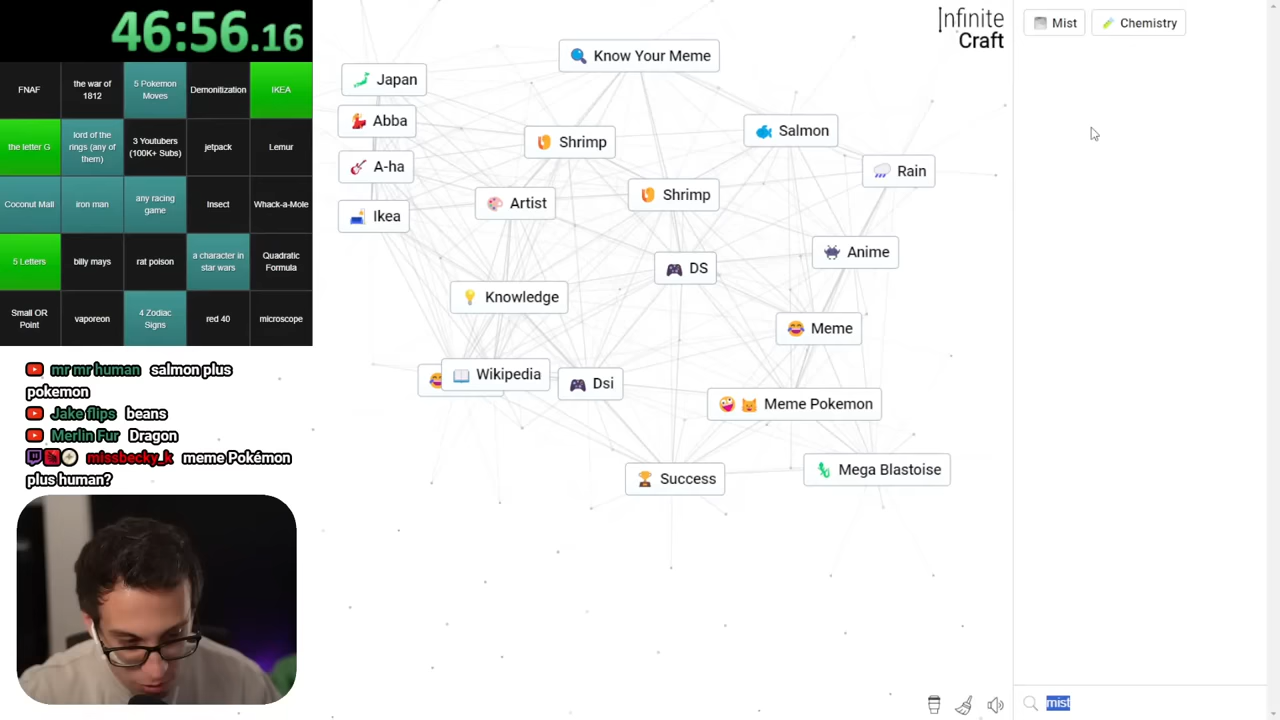 46:56.16
FNAF
the war of
1812
5 Pokemon
Moves
Demonitization
IKEA
the letter G
lord of the
rings (any of
them)
3 Youtubers
(100K+ Subs)
jetpack
Lemur
Coconut Mall
iron man
any racing
game
Insect
Whack-a-Mole
5 Letters
billy mays
rat poison
a character in
star wars
Quadratic
Formula
Small OR
Point
vaporeon
4 Zodiac
Signs
red 40
microscope
mr mr human salmon plus
pokemon
Jake flips beans
Merlin Fur Dragon
missbecky_k meme Pokémon
plus human?
Infinite
Craft
Know Your Meme
Japan
Abba
Shrimp
Salmon
A-ha
Rain
Shrimp
Artist
Ikea
Anime
DS
Knowledge
Meme
Wikipedia
Dsi
Meme Pokemon
Mega Blastoise
Success
Mist
Chemistry
mist